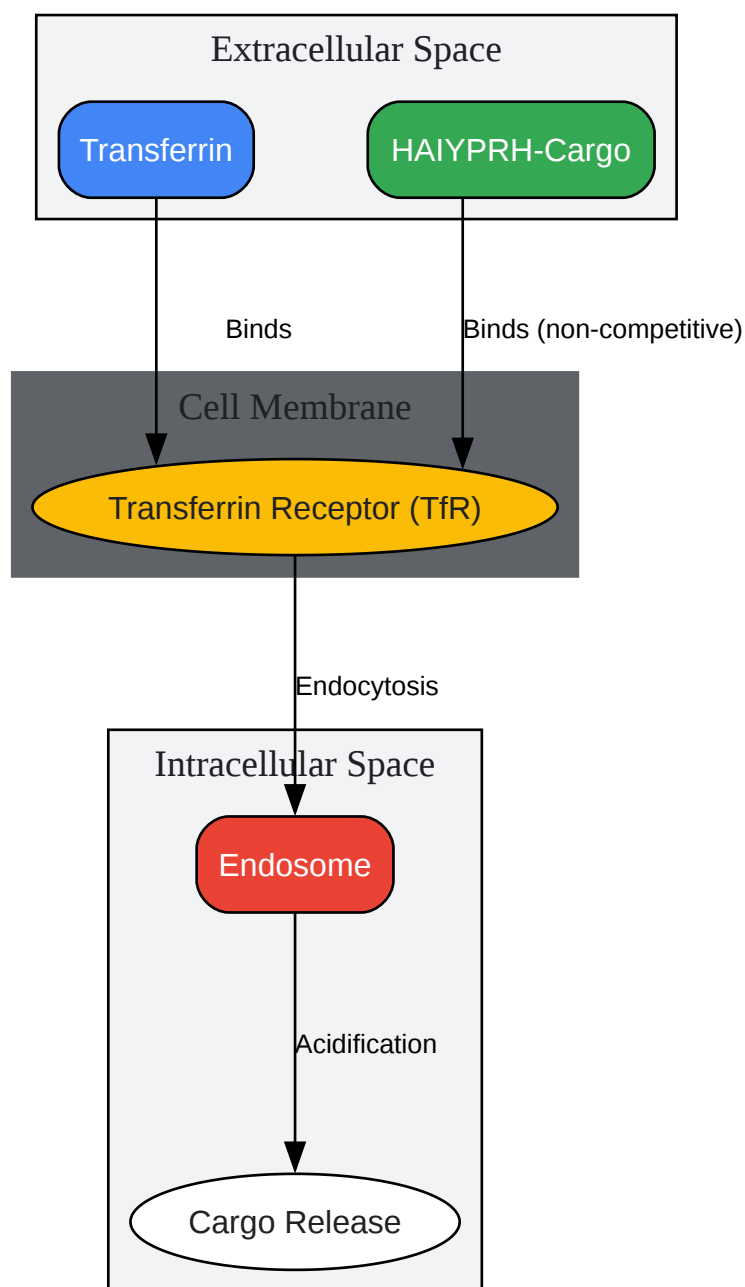 Extracellular Space
Transferrin
HAIYPRH-Cargo
Binds
Binds (non-competitive)
Cell Membrane
Transferrin Receptor (TfR)
Endocytosis
Intracellular Space
Endosome
Acidification
Cargo Release